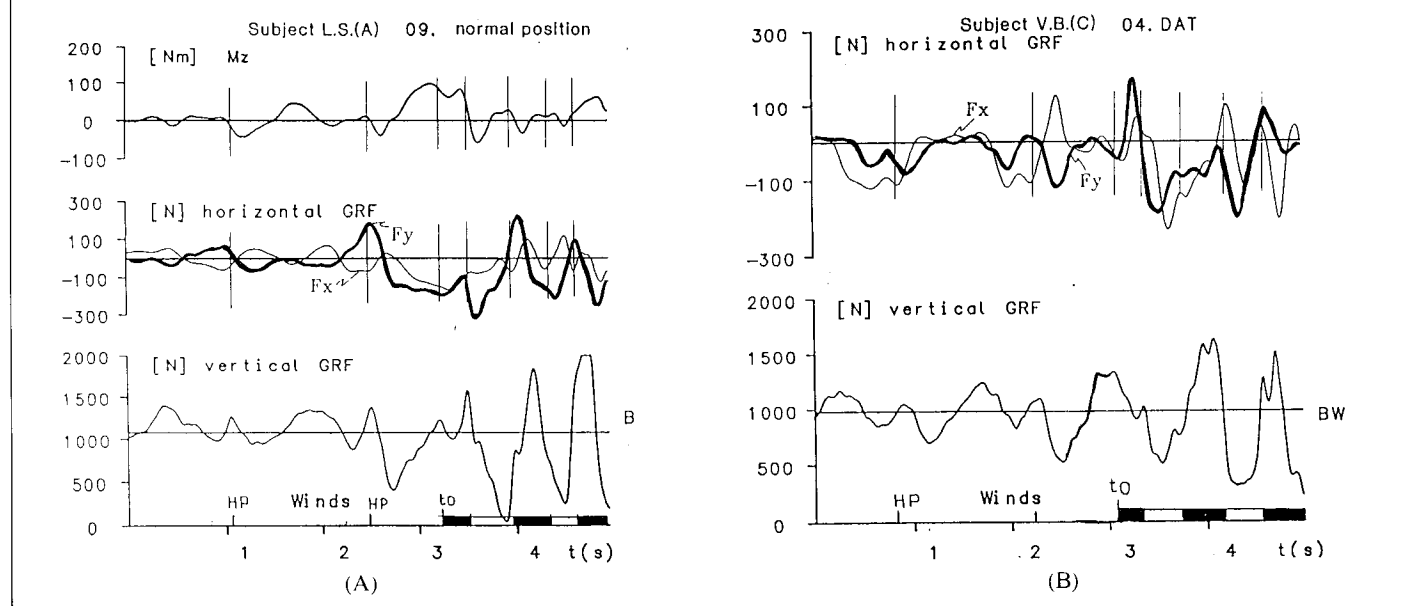 Subject L.S.(A) 09. normal position
200
[Nm] Mz
100
0
-100
300
[N] horizontal GRF
100
Fy
-100
Fx
-300
2000
[N] vertical GRF
1500
B
1000
500
HP Winds HP to
0
1 2 3 4 t(s)
(A)
Subject V.B.(C) 04. DAT
300
[N] horizontal GRF
100
Fx
Fy
-100
-300
2000
[N] vertical GRF
1500
1000
BW
500
HP Winds to
0
1 2 3 4 t(s)
(B)